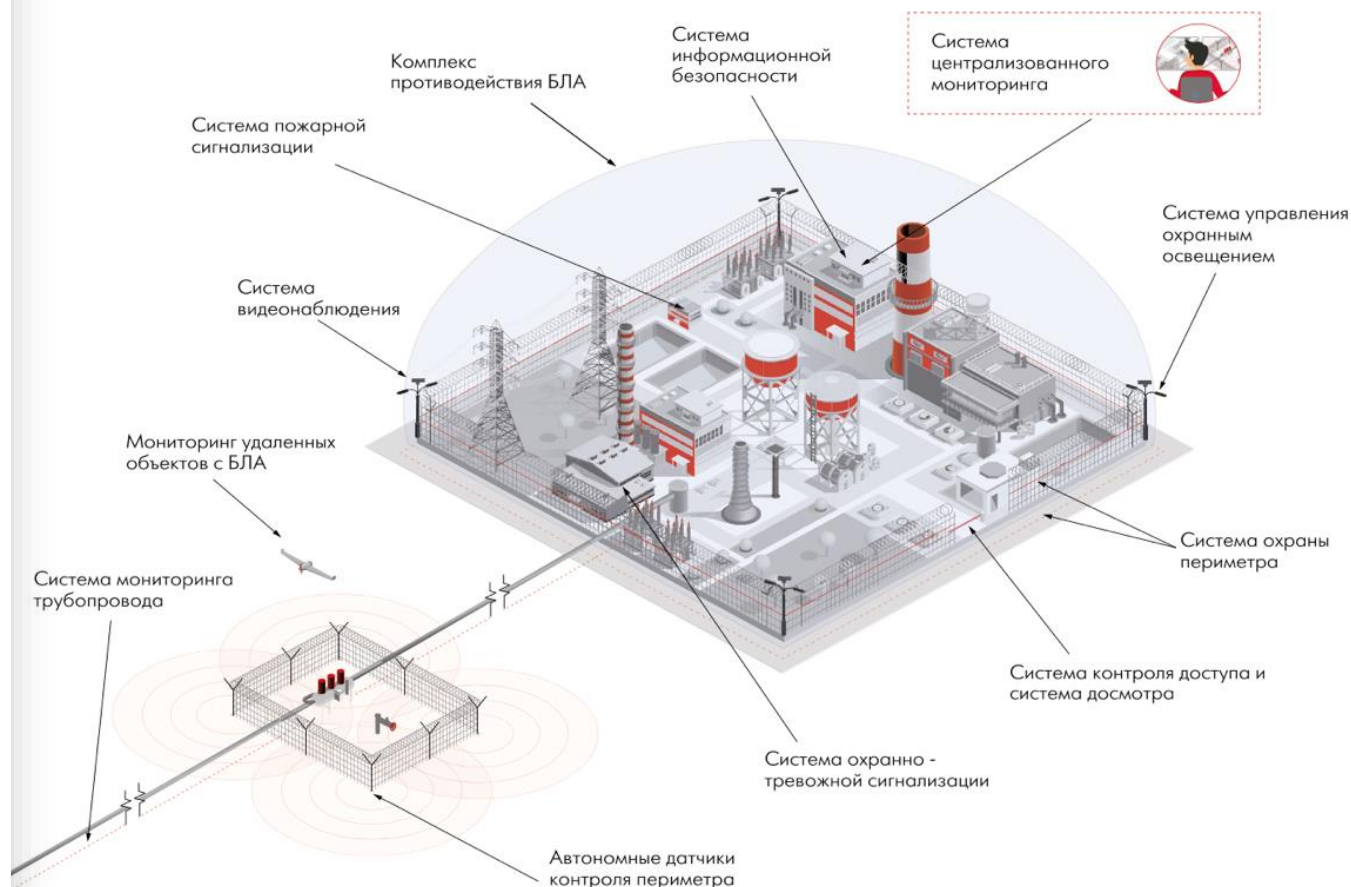 Система
информационной
безопасности
Система
централизованного
мониторинга
Комплекс
противодействия БЛА
Система пожарной
сигнализации
Система управления
охранным
освещением
Система
видеонаблюдения
Мониторинг удаленных
объектов с БЛА
Система охраны
периметра
Система мониторинга
трубопровода
Система контроля доступа и
система досмотра
Система охранно -
тревожной сигнализации
Автономные датчики
контроля периметра